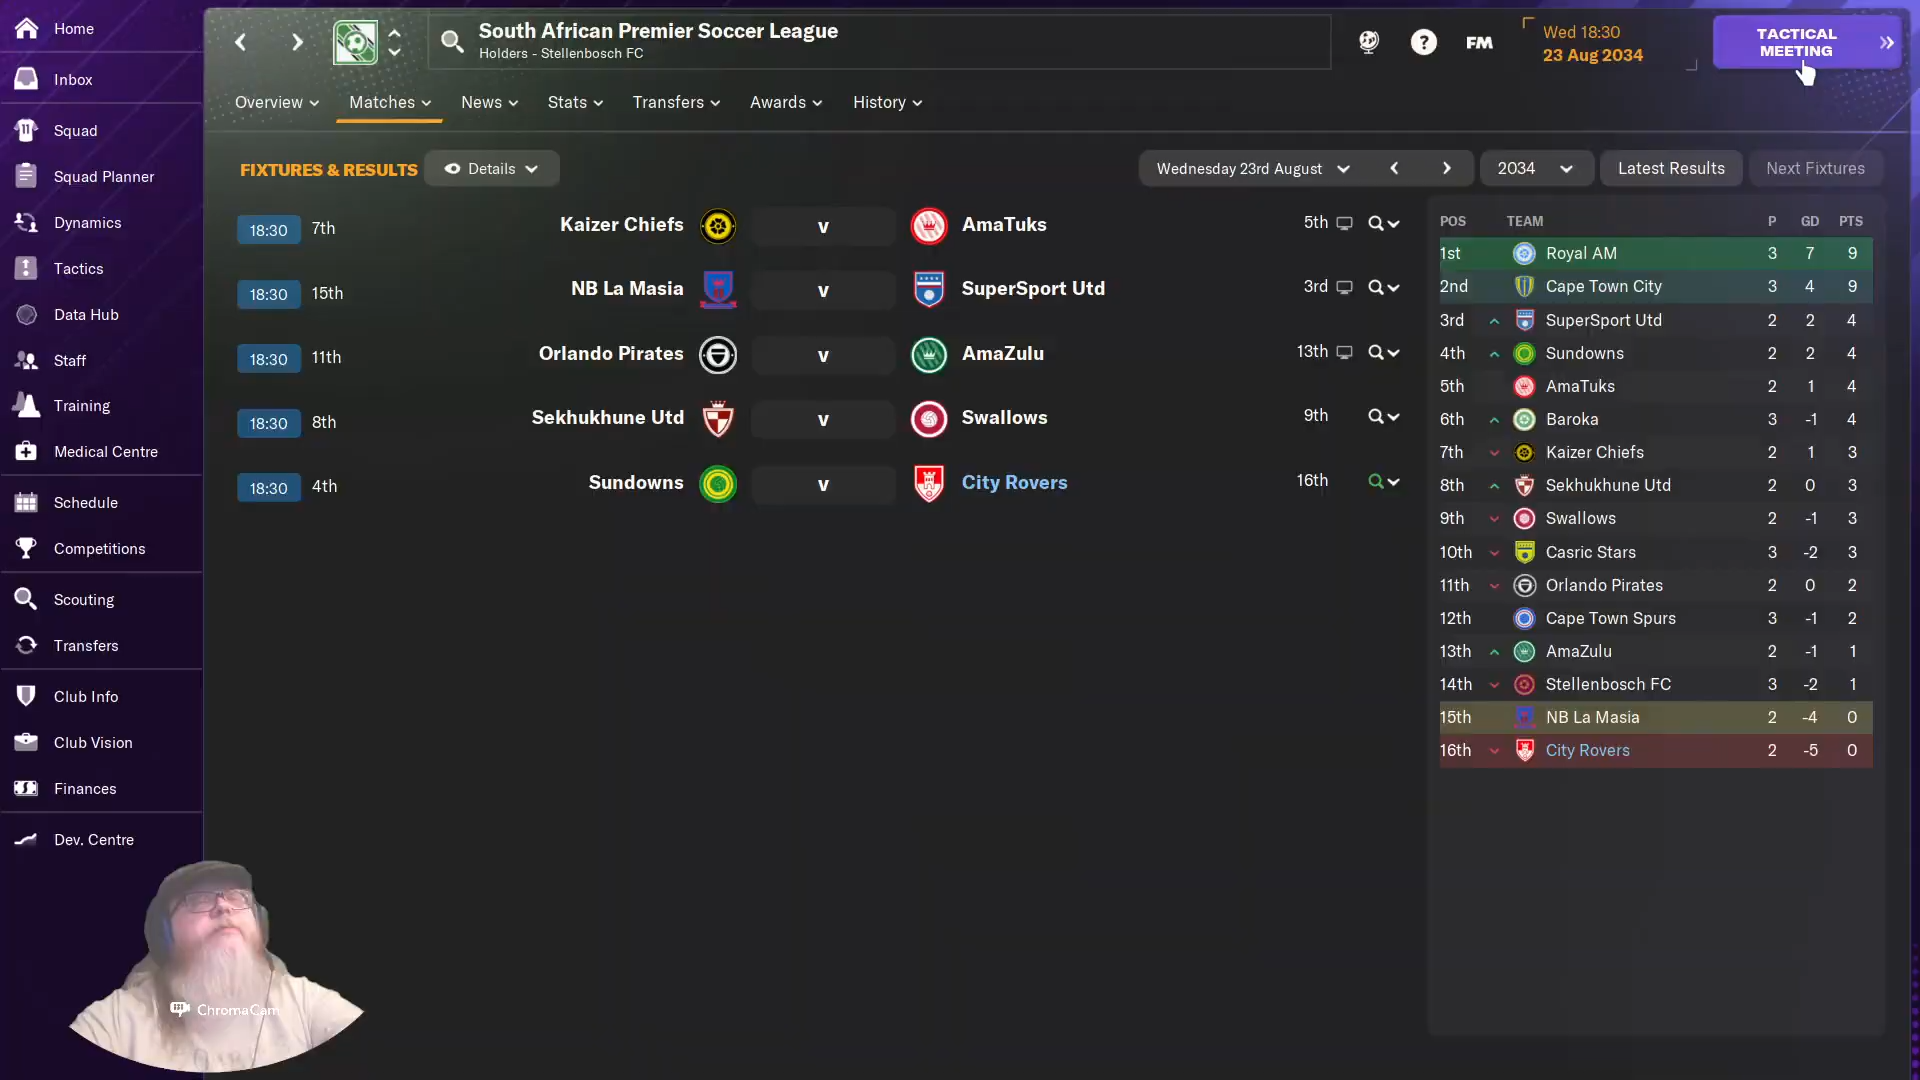 Home
Inbox
Squad
Squad Planner
Dynamics
Tactics
Data Hub
Staff
Training
Medical Centre
Schedule
Competitions
Scouting
Transfers
Club Info
Club Vision
Finances
Dev. Centre
South African Premier Soccer League
Holders - Stellenbosch FC
?
FM
Wed 18:30
23 Aug 2034
TACTICAL
MEETING
Overview
Matches
News
Stats
Transfers
Awards
History
FIXTURES & RESULTS
Details
Wednesday 23rd August
2034
Latest Results
Next Fixtures
18:30 7th Kaizer Chiefs v AmaTuks 5th
18:30 15th NB La Masia v SuperSport Utd 3rd
18:30 11th Orlando Pirates v AmaZulu 13th
18:30 8th Sekhukhune Utd v Swallows 9th
18:30 4th Sundowns v City Rovers 16th
POS TEAM P GD PTS
1st Royal AM 3 7 9
2nd Cape Town City 3 4 9
3rd SuperSport Utd 2 2 4
4th Sundowns 2 2 4
5th AmaTuks 2 1 4
6th Baroka 3 -1 4
7th Kaizer Chiefs 2 1 3
8th Sekhukhune Utd 2 0 3
9th Swallows 2 -1 3
10th Casric Stars 3 -2 3
11th Orlando Pirates 2 0 2
12th Cape Town Spurs 3 -1 2
13th AmaZulu 2 -1 1
14th Stellenbosch FC 3 -2 1
15th NB La Masia 2 -4 0
16th City Rovers 2 -5 0
ChromaCam